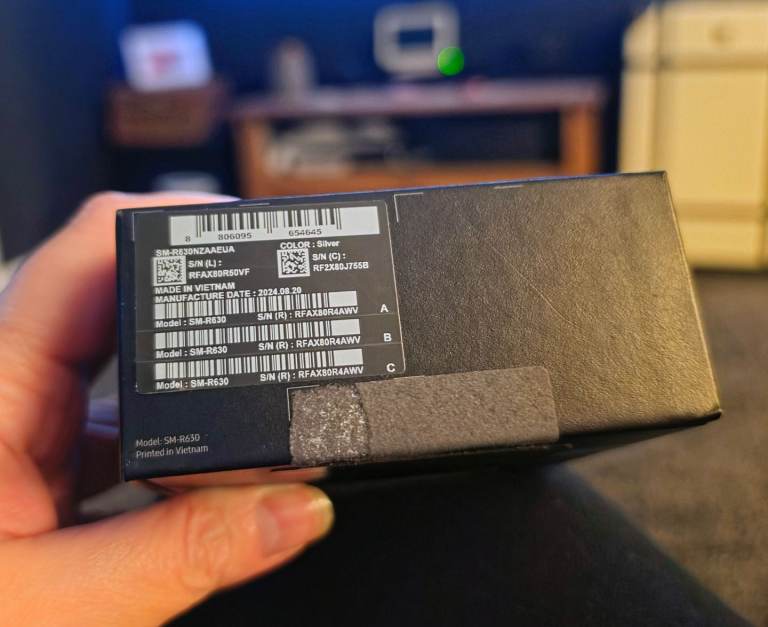 8 806095 654645
SM-R630NZAAEUA COLOR : Silver
S/N (L) : S/N (C) :
RFAX80R50VF RF2X80J755B
MADE IN VIETNAM
MANUFACTURE DATE : 2024.08.20
A
Model : SM-R630 S/N (R) : RFAX80R4AWV
B
Model : SM-R630 S/N (R) : RFAX80R4AWV
C
Model : SM-R630 S/N (R) : RFAX80R4AWV
Model: SM-R630
Printed in Vietnam